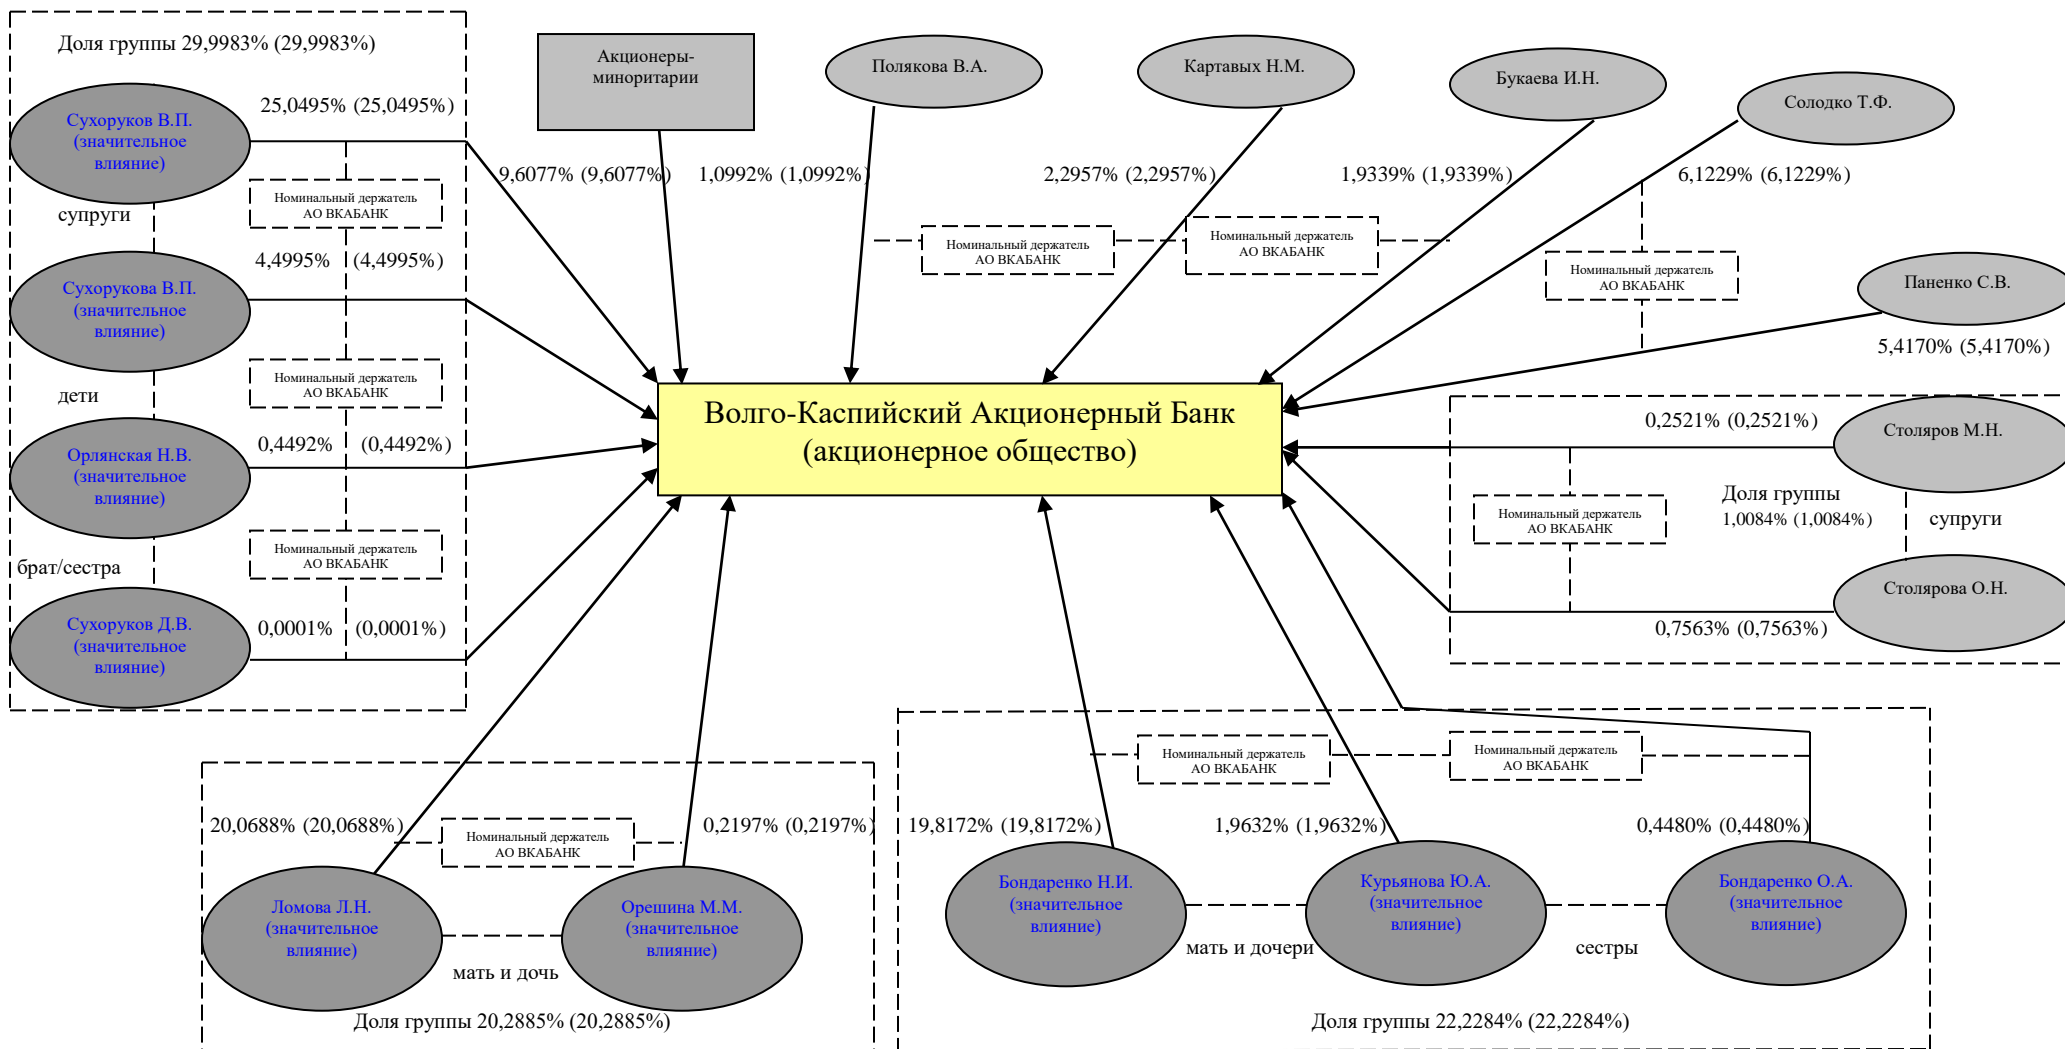 Доля группы 29,9983% (29,9983%)
Сухоруков В.П.
(значительное
влияние)
25,0495% (25,0495%)
Номинальный держатель
АО ВКАБАНК
супруги
Сухорукова В.П.
(значительное
влияние)
4,4995% (4,4995%)
Номинальный держатель
АО ВКАБАНК
дети
Орлянская Н.В.
(значительное
влияние)
0,4492% (0,4492%)
Номинальный держатель
АО ВКАБАНК
брат/сестра
Сухоруков Д.В.
(значительное
влияние)
0,0001% (0,0001%)
Акционеры-
миноритарии
9,6077% (9,6077%)
Полякова В.А.
1,0992% (1,0992%)
Картавых Н.М.
2,2957% (2,2957%)
Букаева И.Н.
1,9339% (1,9339%)
Солодко Т.Ф.
6,1229% (6,1229%)
Номинальный держатель
АО ВКАБАНК
Номинальный держатель
АО ВКАБАНК
Номинальный держатель
АО ВКАБАНК
Паненко С.В.
5,4170% (5,4170%)
Волго-Каспийский Акционерный Банк
(акционерное общество)
0,2521% (0,2521%)
Столяров М.Н.
Номинальный держатель
АО ВКАБАНК
Доля группы
1,0084% (1,0084%)
супруги
Столярова О.Н.
0,7563% (0,7563%)
20,0688% (20,0688%)
Номинальный держатель
АО ВКАБАНК
0,2197% (0,2197%)
Ломова Л.Н.
(значительное
влияние)
Орешина М.М.
(значительное
влияние)
мать и дочь
Доля группы 20,2885% (20,2885%)
Номинальный держатель
АО ВКАБАНК
Номинальный держатель
АО ВКАБАНК
19,8172% (19,8172%)
1,9632% (1,9632%)
0,4480% (0,4480%)
Бондаренко Н.И.
(значительное
влияние)
Курьянова Ю.А.
(значительное
влияние)
Бондаренко О.А.
(значительное
влияние)
мать и дочери
сестры
Доля группы 22,2284% (22,2284%)